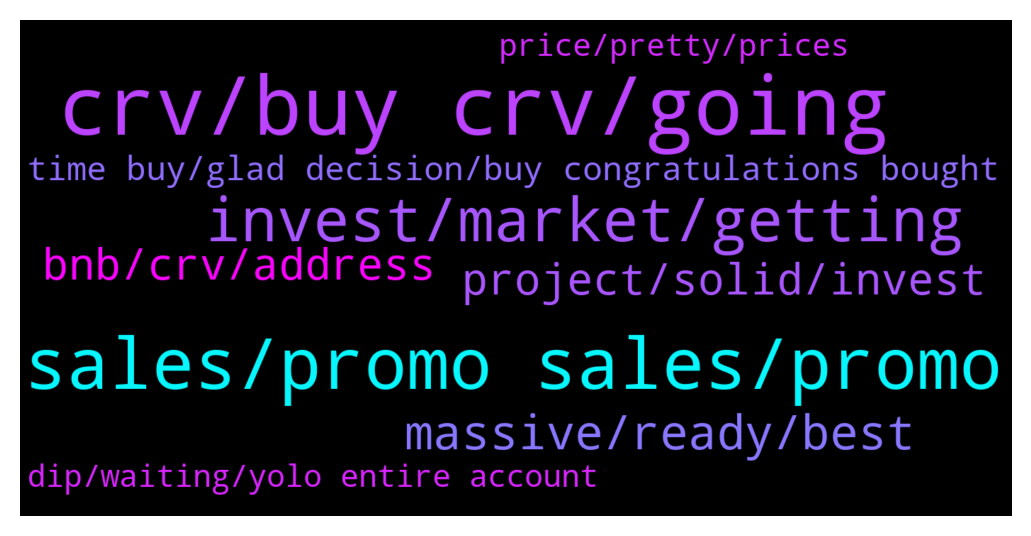 price/pretty/prices
crv/buy crv/going
time buy/glad decision/buy congratulations bought
invest/market/getting
bnb/crv/address
project/solid/invest
sales/promo sales/promo
massive/ready/best
dip/waiting/yolo entire account